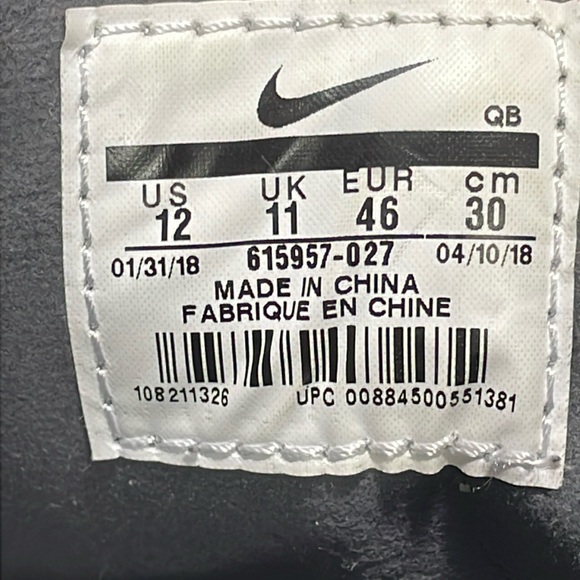 QB
US UK EUR cm
12 11 46 30
01/31/18 615957-027 04/10/18
MADE IN CHINA
FABRIQUE EN CHINE
108211326 UPC 00884500551381